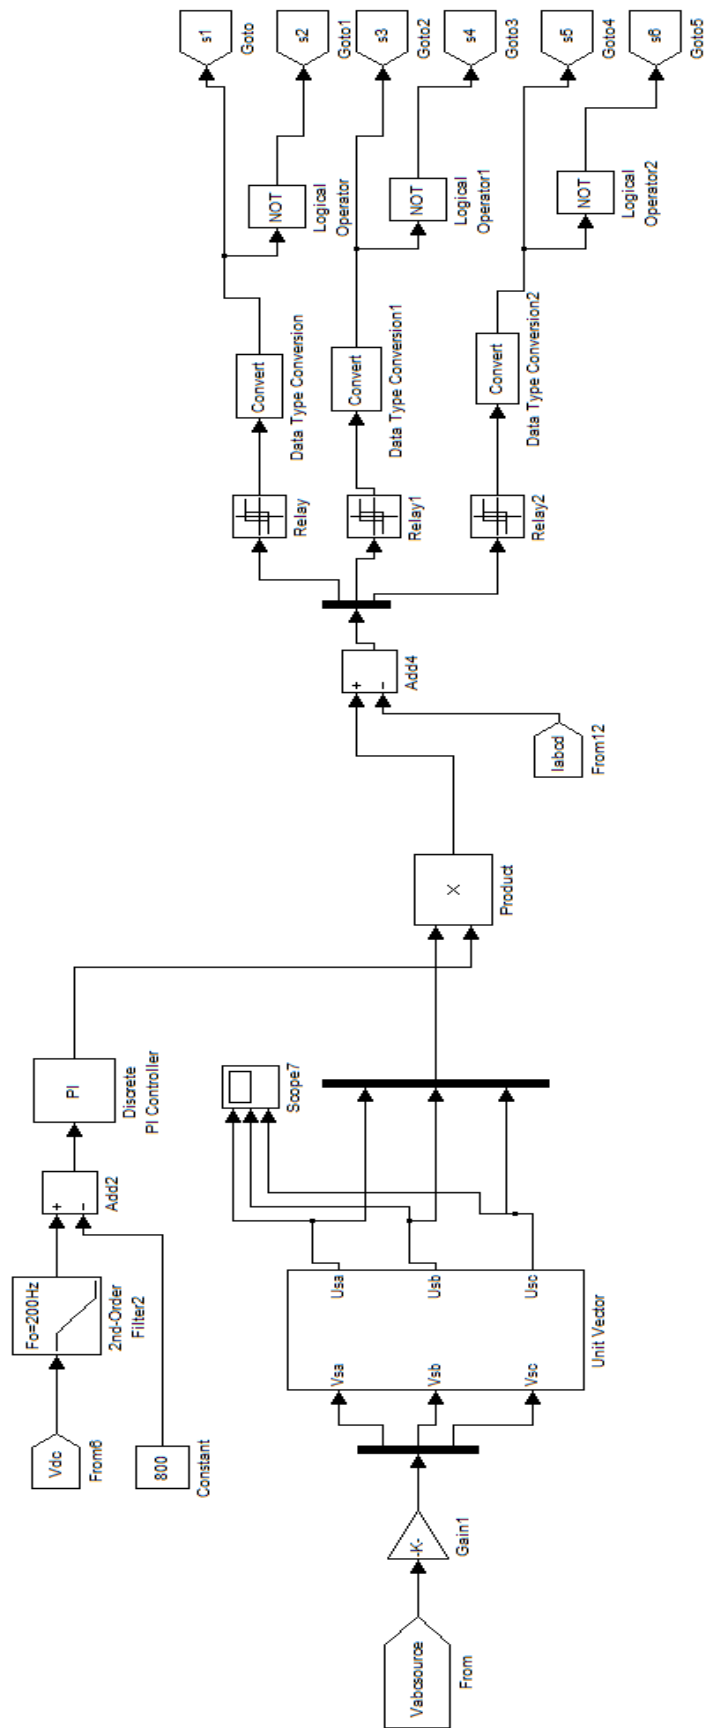 Vdc
From6
800
Constant
Fo=200Hz
2nd-Order
Filter2
+
−
Add2
PI
Discrete
PI Controller
Vabcsource
From
-K-
Gain1
Vsa
Vsb
Vsc
Usa
Usb
Usc
Unit Vector
Scope7
X
Product
Iabcd
From12
+
−
Add4
Relay
Relay1
Relay2
Convert
Data Type Conversion
Convert
Data Type Conversion1
Convert
Data Type Conversion2
NOT
Logical
Operator
NOT
Logical
Operator1
NOT
Logical
Operator2
s1
Goto
s2
Goto1
s3
Goto2
s4
Goto3
s5
Goto4
s6
Goto5